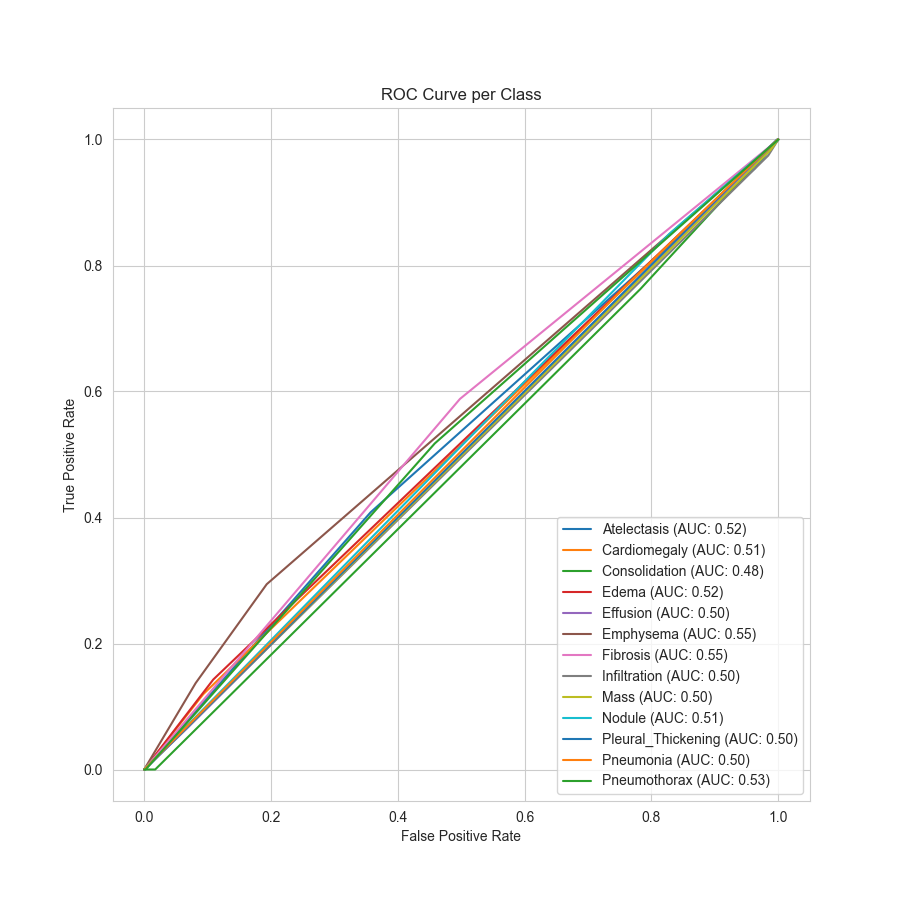 ROC Curve per Class
True Positive Rate
1.0
0.8
0.6
0.4
0.2
0.0
Atelectasis (AUC: 0.52)
Cardiomegaly (AUC: 0.51)
Consolidation (AUC: 0.48)
Edema (AUC: 0.52)
Effusion (AUC: 0.50)
Emphysema (AUC: 0.55)
Fibrosis (AUC: 0.55)
Infiltration (AUC: 0.50)
Mass (AUC: 0.50)
Nodule (AUC: 0.51)
Pleural_Thickening (AUC: 0.50)
Pneumonia (AUC: 0.50)
Pneumothorax (AUC: 0.53)
0.0 0.2 0.4 0.6 0.8 1.0
False Positive Rate